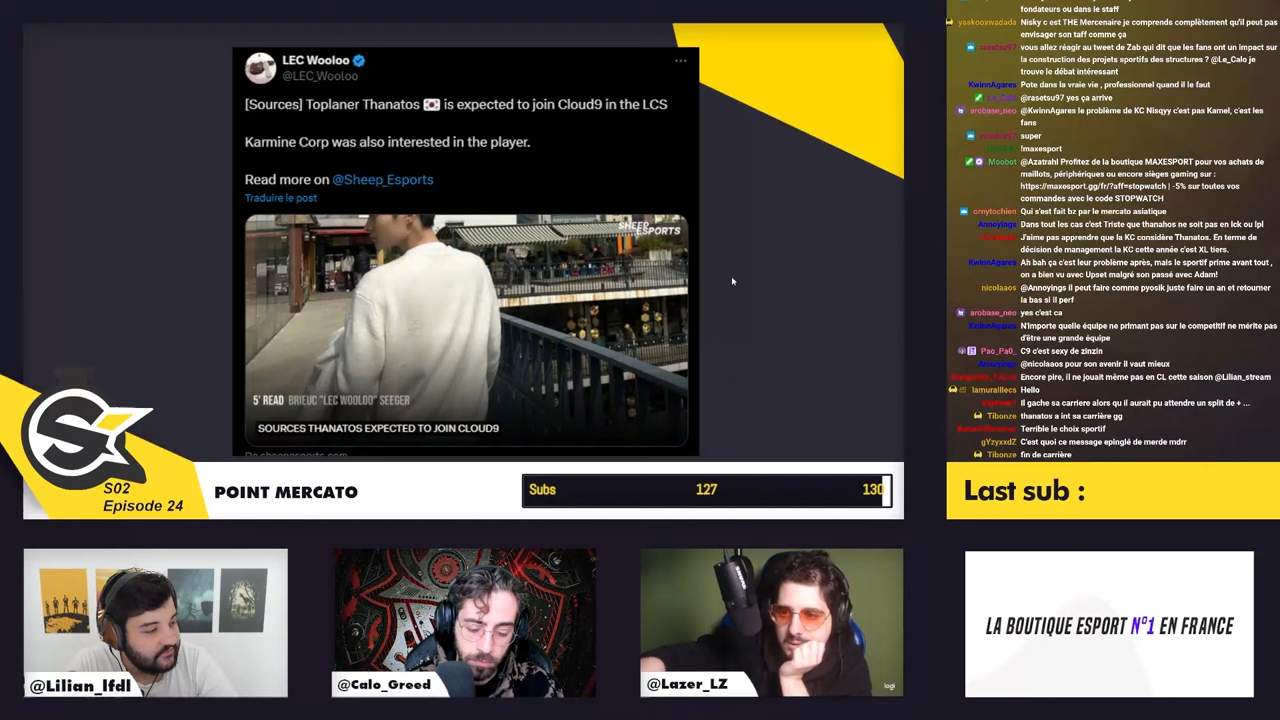 LEC Wooloo
@LEC_Wooloo
[Sources] Toplaner Thanatos 🇰🇷 is expected to join Cloud9 in the LCS
Karmine Corp was also interested in the player.
Read more on @Sheep_Esports
Traduire le post
SHEEP
ESPORTS
5' READ BRIEUC "LEC WOOLOO" SEEGER
SOURCES THANATOS EXPECTED TO JOIN CLOUD9
De sheepesports.com
S02
Episode 24
POINT MERCATO
Subs 127 130
fondateurs ou dans le staff
yaskooxwadada Nisky c est THE Mercenaire je comprends complètement qu'il peut pas
envisager son taff comme ça
rasetsu97 vous allez réagir au tweet de Zab qui dit que les fans ont un impact sur
la construction des projets sportifs des structures ? @Le_Calo je
trouve le débat intéressant
KwinnAgares Pote dans la vraie vie , professionnel quand il le faut
Le_Calo @rasetsu97 yes ça arrive
arobase_neo @KwinnAgares le problème de KC Nisqyy c'est pas Kamel, c'est les
fans
rasetsu97 super
!maxesport
Moobot @Azatrahl Profitez de la boutique MAXESPORT pour vos achats de
maillots, périphériques ou encore sièges gaming sur :
https://maxesport.gg/fr/?aff=stopwatch | -5% sur toutes vos
commandes avec le code STOPWATCH
ornytochien Qui s'est fait bz par le mercato asiatique
Annoyings Dans tout les cas c'est Triste que thanahos ne soit pas en lck ou lpl
J'aime pas apprendre que la KC considère Thanatos. En terme de
décision de management la KC cette année c'est XL tiers.
KwinnAgares Ah bah ça c'est leur problème après, mais le sportif prime avant tout ,
on a bien vu avec Upset malgré son passé avec Adam!
nicolaaos @Annoyings il peut faire comme pyosik juste faire un an et retourner
la bas si il perf
arobase_neo yes c'est ca
KwinnAgares N'importe quelle équipe ne primant pas sur le competitif ne mérite pas
d'être une grande équipe
Pao_Pa0_ C9 c'est sexy de zinzin
Annoyings @nicolaaos pour son avenir il vaut mieux
Encore pire, il ne jouait même pas en CL cette saison @Lilian_stream
lamuraillecs Hello
Il gache sa carriere alors qu il aurait pu attendre un split de + ...
Tibonze thanatos a int sa carrière gg
Terrible le choix sportif
gYzyxxdZ C'est quoi ce message epinglé de merde mdrr
Tibonze fin de carrière
Last sub :
@Lilian_lfdl
@Calo_Greed
@Lazer_LZ
logi
LA BOUTIQUE ESPORT N°1 EN FRANCE